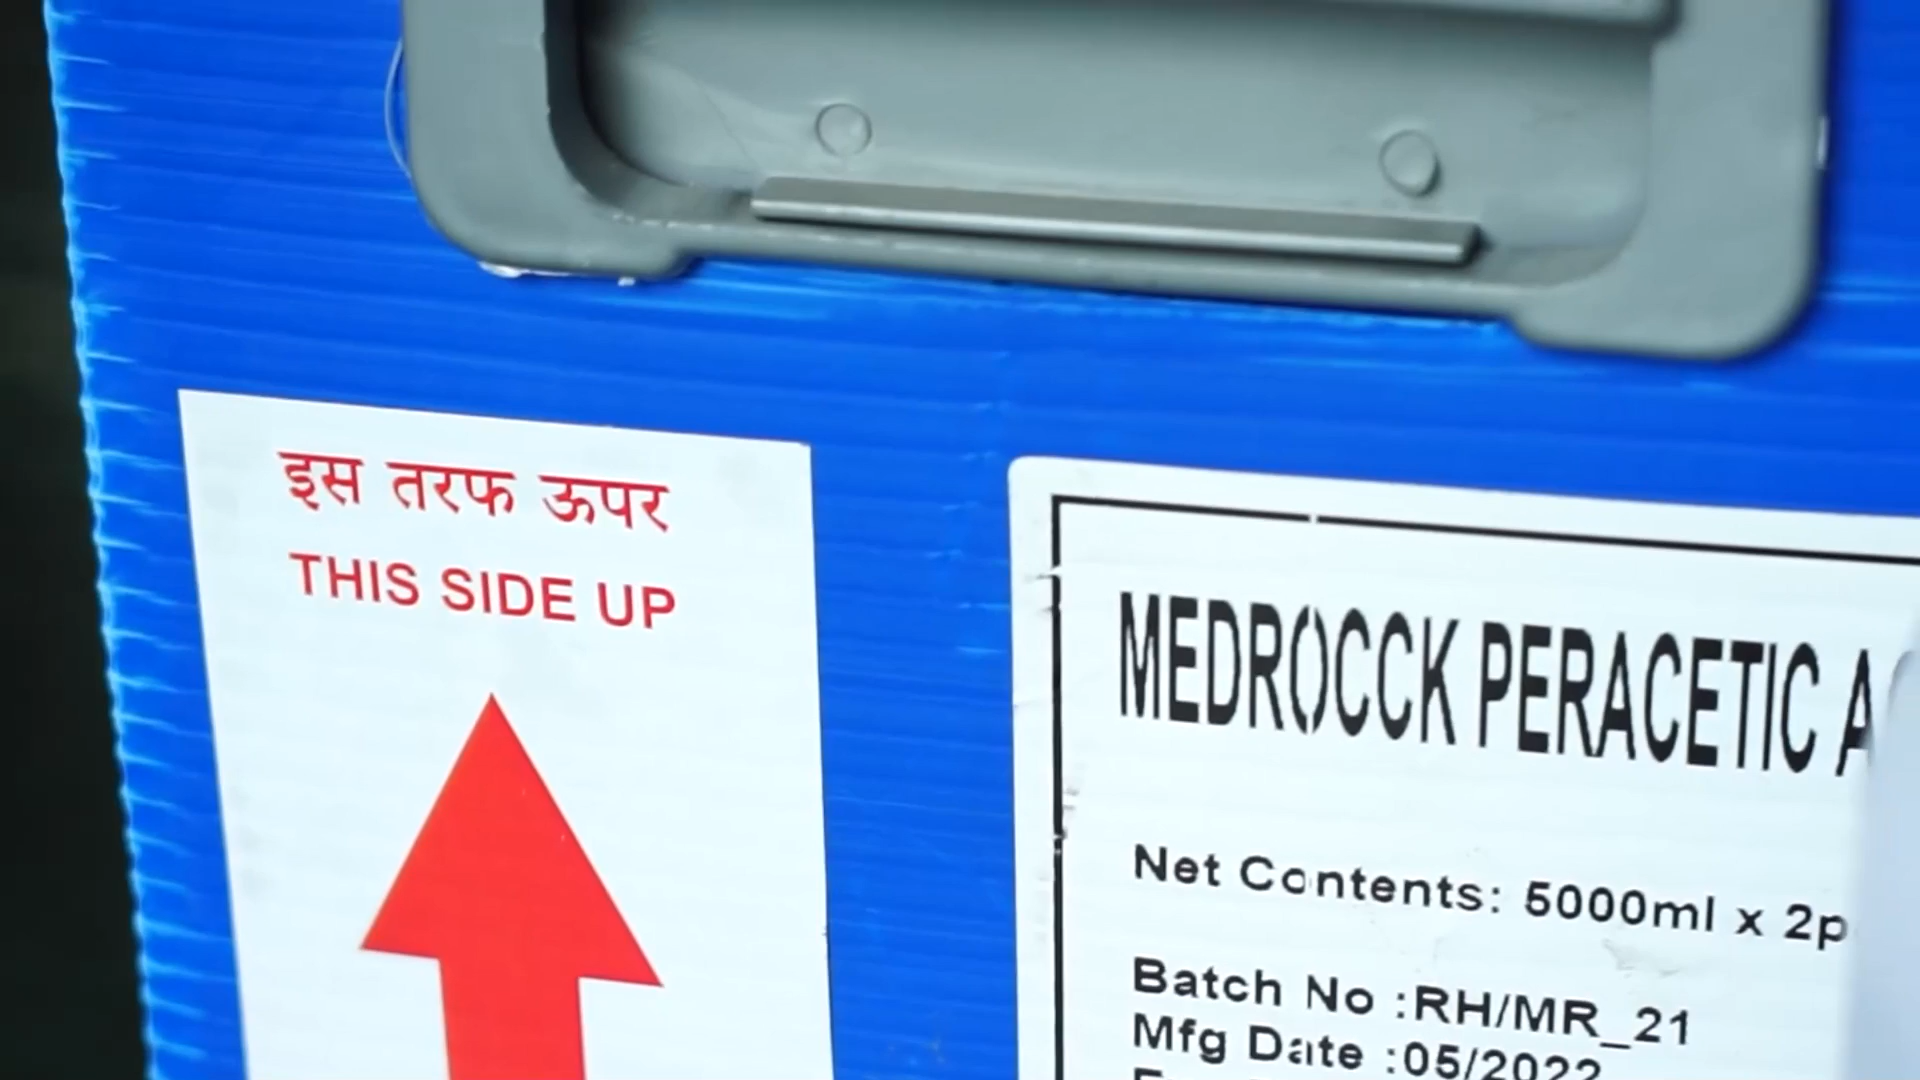 इस तरफ ऊपर
THIS SIDE UP
MEDROCCK PERACETIC
Net Contents: 5000ml x
Batch No :RH/MR_21
Mfg Date :05/2022